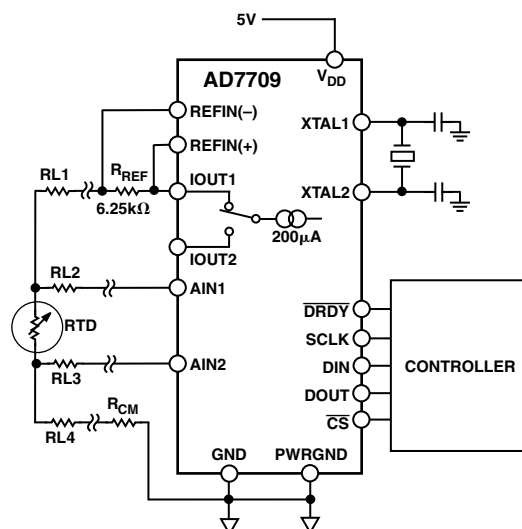 5V
AD7709
VDD
REFIN(–)
REFIN(+)
XTAL1
RREF
RL1
6.25kΩ
IOUT1
XTAL2
200µA
IOUT2
RL2
AIN1
RTD
DRDY
SCLK
RL3
AIN2
DIN
CONTROLLER
DOUT
RCM
RL4
CS
GND
PWRGND